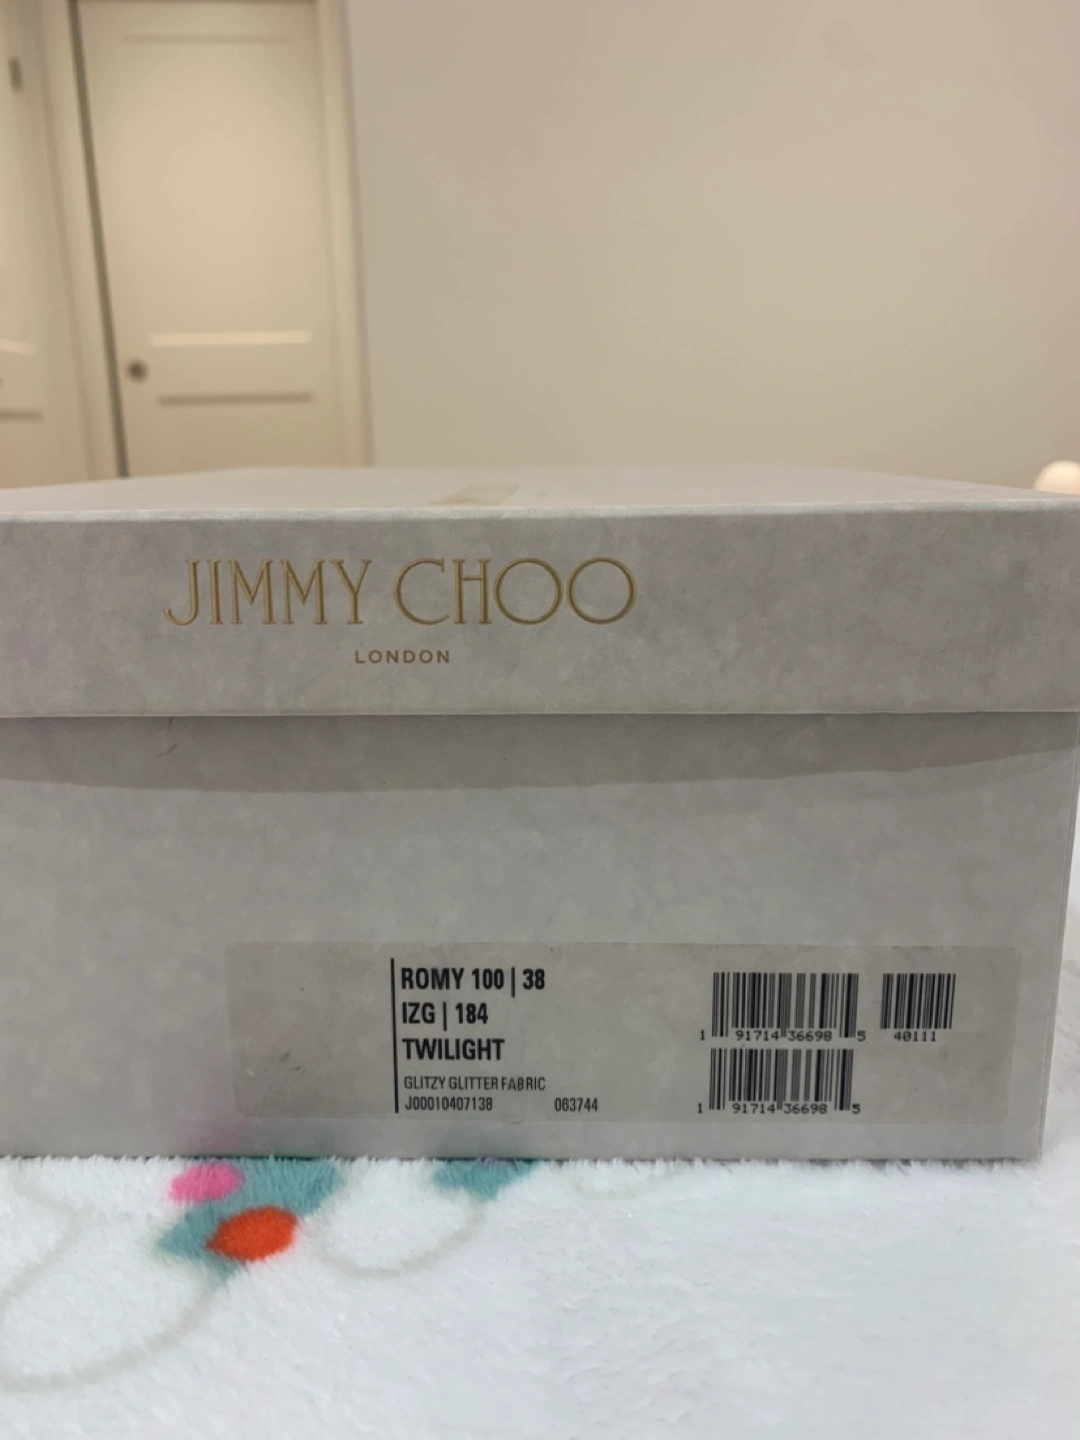 JIMMY CHOO
LONDON
ROMY 100 | 38
IZG | 184
TWILIGHT
GLITZY GLITTER FABRIC
J00010407138 063744
1 91714 36698 5
40111
1 91714 36698 5